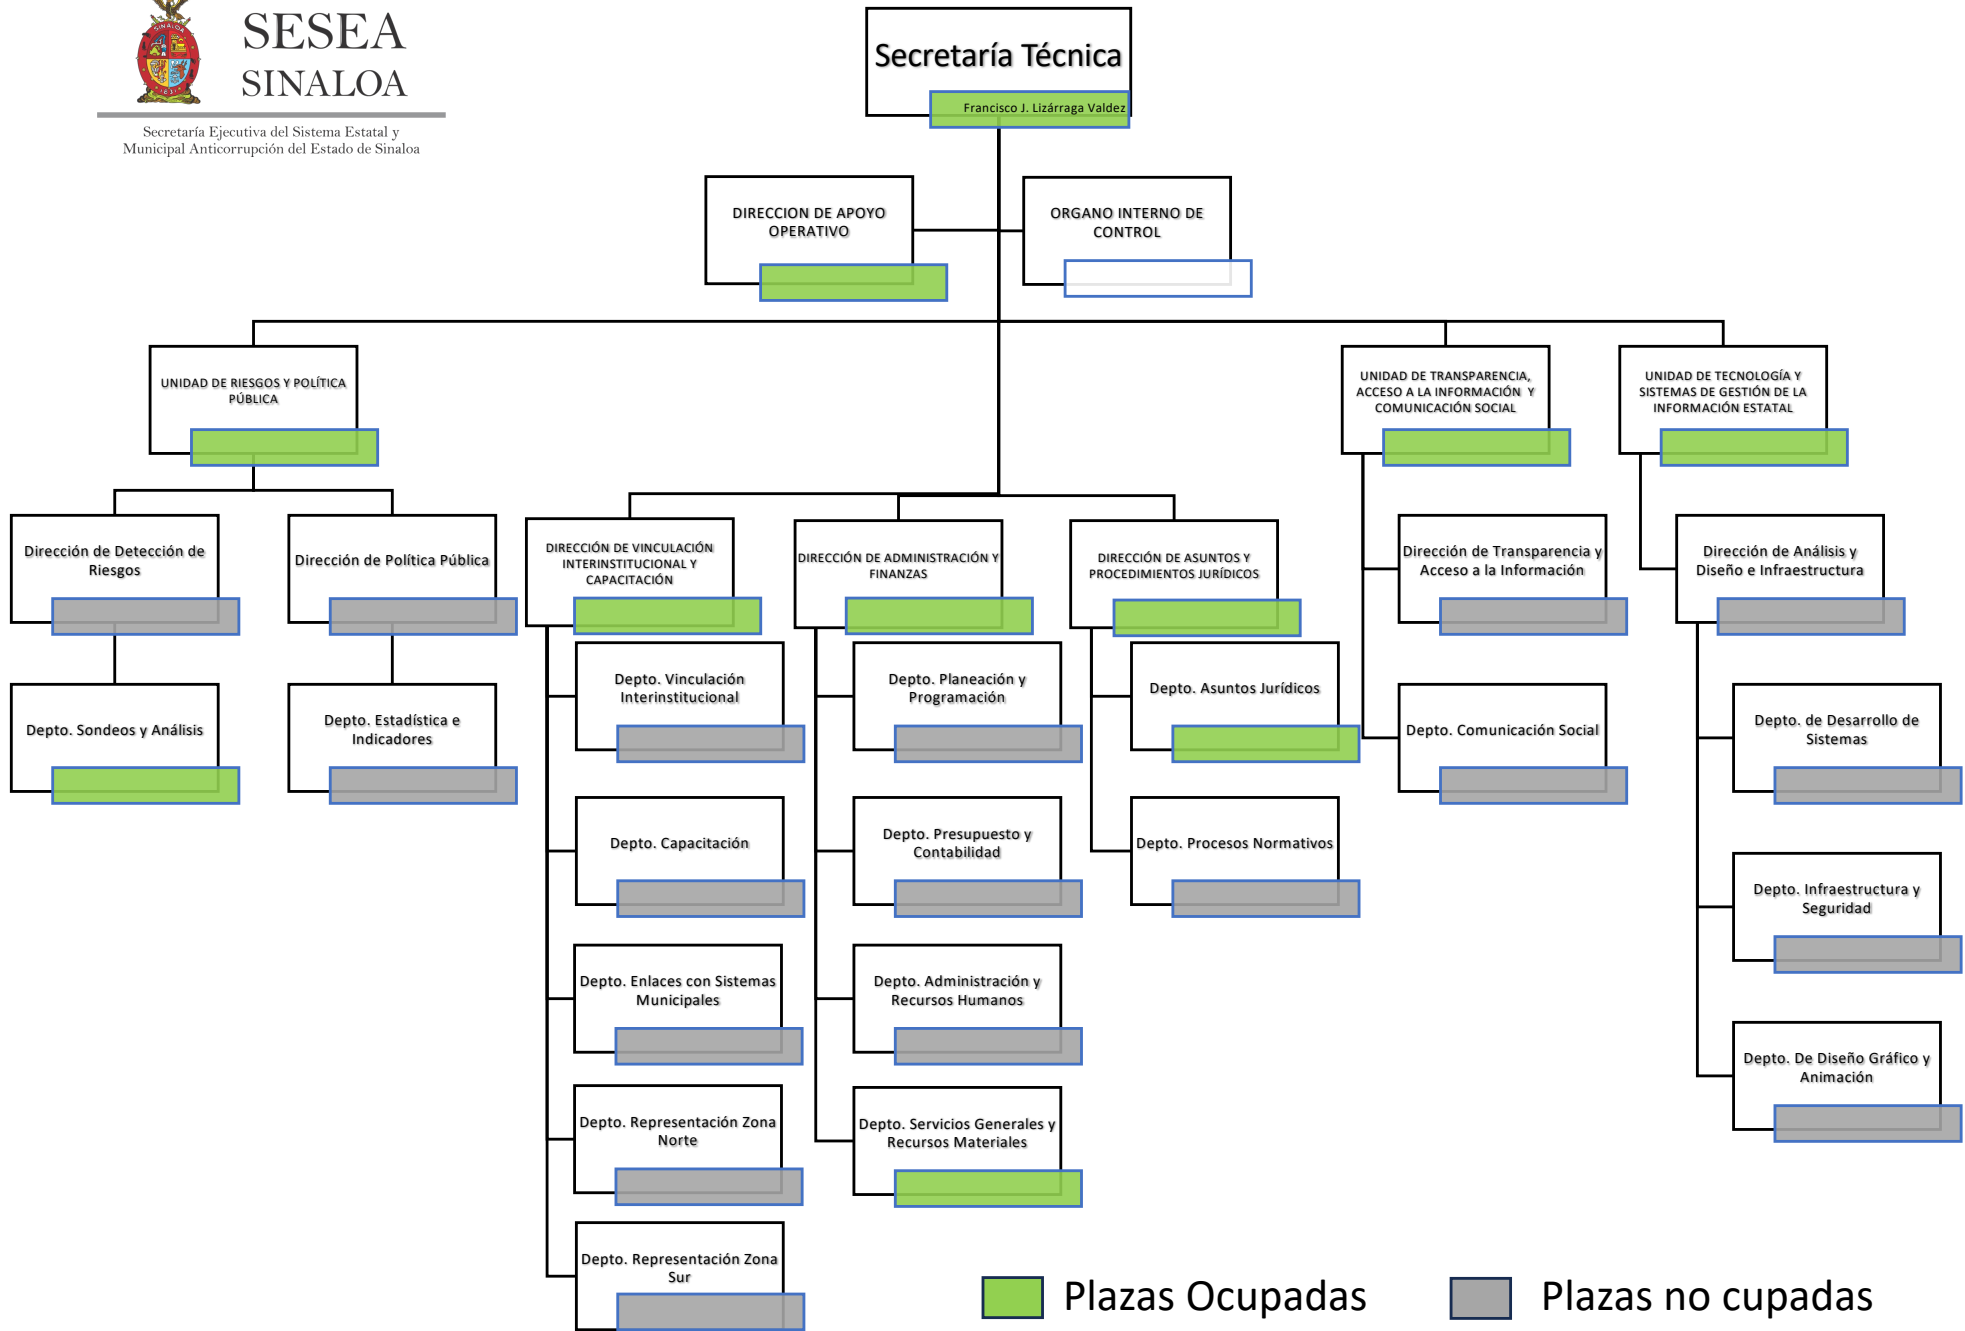 SESEA
SINALOA
Secretaría Ejecutiva del Sistema Estatal y
Municipal Anticorrupción del Estado de Sinaloa
Secretaría Técnica
Francisco J. Lizárraga Valdez
DIRECCION DE APOYO
OPERATIVO
ORGANO INTERNO DE
CONTROL
UNIDAD DE RIESGOS Y POLÍTICA
PÚBLICA
UNIDAD DE TRANSPARENCIA,
ACCESO A LA INFORMACIÓN Y
COMUNICACIÓN SOCIAL
UNIDAD DE TECNOLOGÍA Y
SISTEMAS DE GESTIÓN DE LA
INFORMACIÓN ESTATAL
Dirección de Detección de
Riesgos
Dirección de Política Pública
DIRECCIÓN DE VINCULACIÓN
INTERINSTITUCIONAL Y
CAPACITACIÓN
DIRECCIÓN DE ADMINISTRACIÓN Y
FINANZAS
DIRECCIÓN DE ASUNTOS Y
PROCEDIMIENTOS JURÍDICOS
Dirección de Transparencia y
Acceso a la Información
Dirección de Análisis y
Diseño e Infraestructura
Depto. Sondeos y Análisis
Depto. Estadística e
Indicadores
Depto. Vinculación
Interinstitucional
Depto. Planeación y
Programación
Depto. Asuntos Jurídicos
Depto. Comunicación Social
Depto. de Desarrollo de
Sistemas
Depto. Capacitación
Depto. Presupuesto y
Contabilidad
Depto. Procesos Normativos
Depto. Infraestructura y
Seguridad
Depto. Enlaces con Sistemas
Municipales
Depto. Administración y
Recursos Humanos
Depto. De Diseño Gráfico y
Animación
Depto. Representación Zona
Norte
Depto. Servicios Generales y
Recursos Materiales
Depto. Representación Zona
Sur
Plazas Ocupadas
Plazas no cupadas